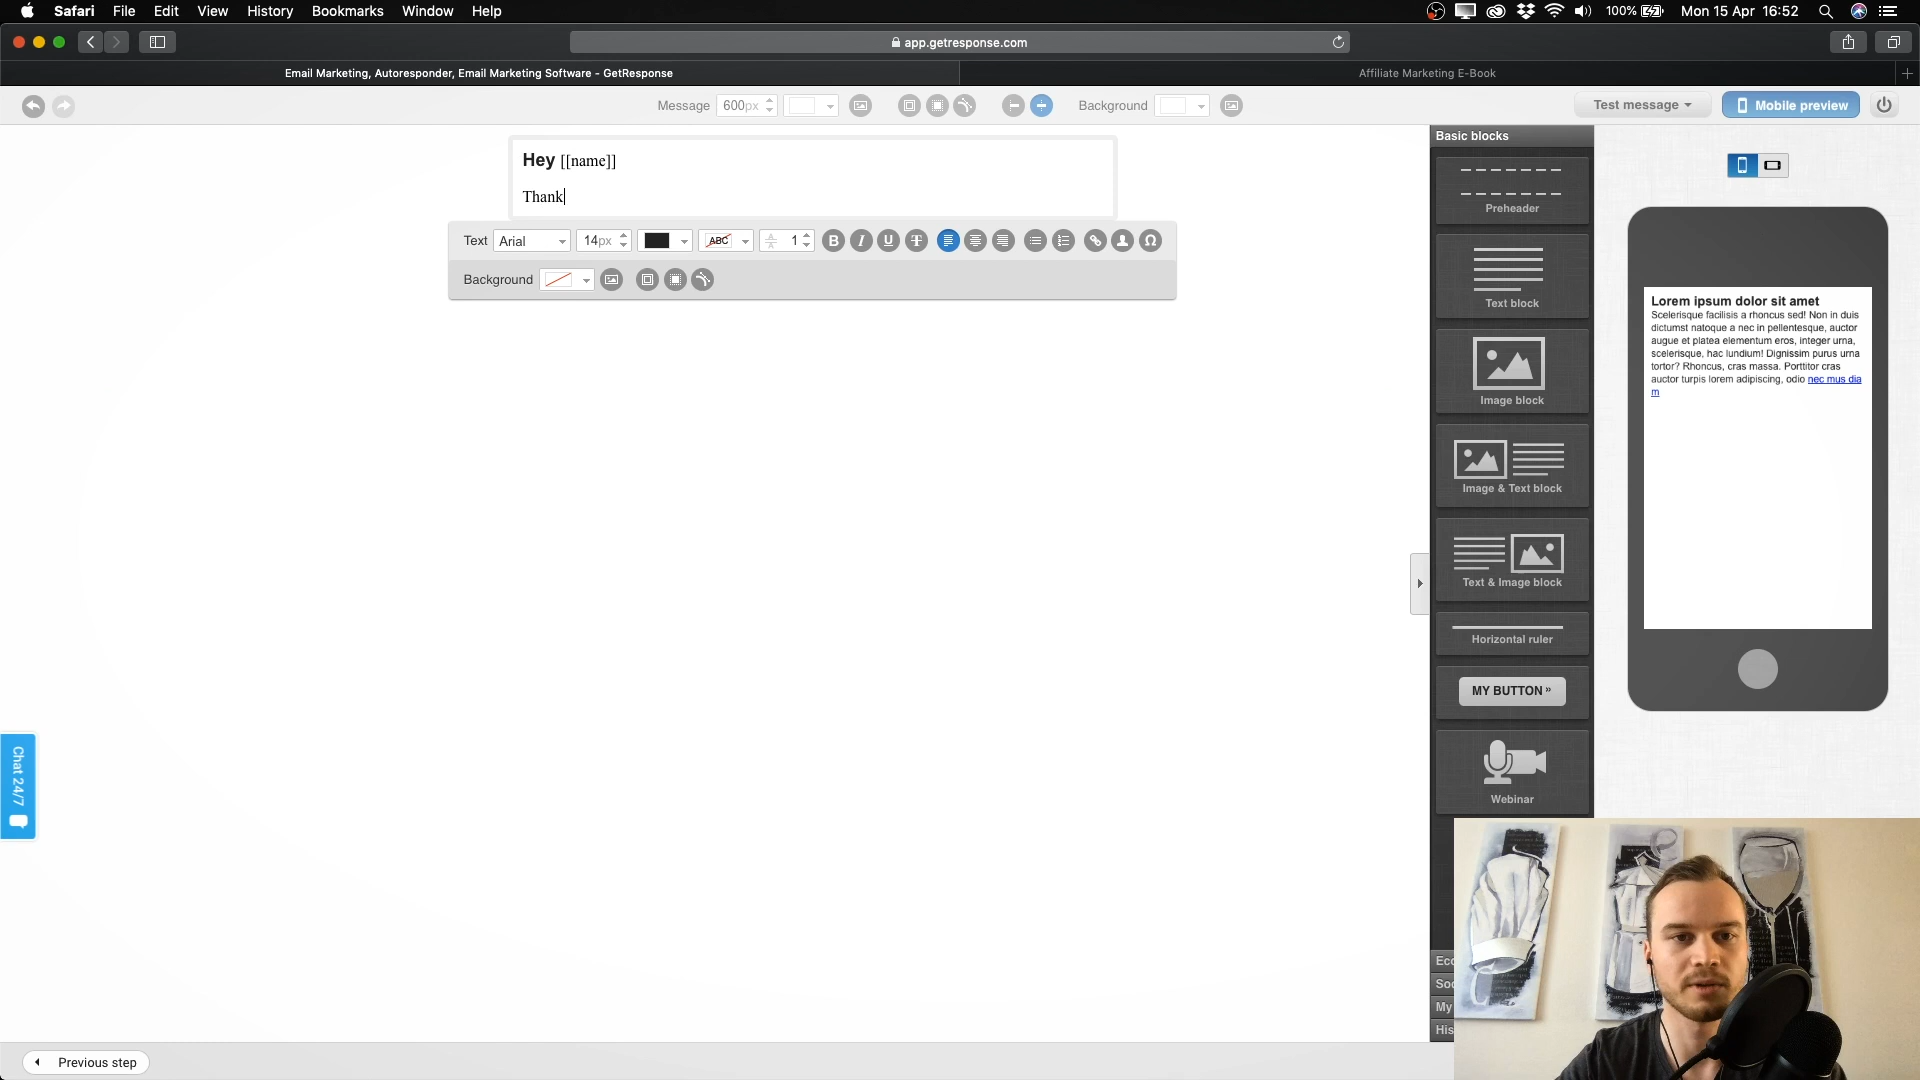 Safari File Edit View History Bookmarks Window Help 100% Mon 15 Apr 16:52
app.getresponse.com
Email Marketing, Autoresponder, Email Marketing Software - GetResponse Affiliate Marketing E-Book
Message 600px Background Test message Mobile preview
Hey [[name]]
Thank
Text Arial 14px ABC 1 B I U T
Background
Basic blocks
Preheader
Text block
Image block
Image & Text block
Text & Image block
Horizontal ruler
MY BUTTON »
Webinar
My
Lorem ipsum dolor sit amet
Scelerisque facilisis a rhoncus sed! Non in duis
dictumst natoque a nec in pellentesque, auctor
augue et platea elementum eros, integer urna,
scelerisque, hac lundium! Dignissim purus urna
tortor? Rhoncus, cras massa. Porttitor cras
auctor turpis lorem adipiscing, odio nec mus dia
m
Chat 24/7
Previous step